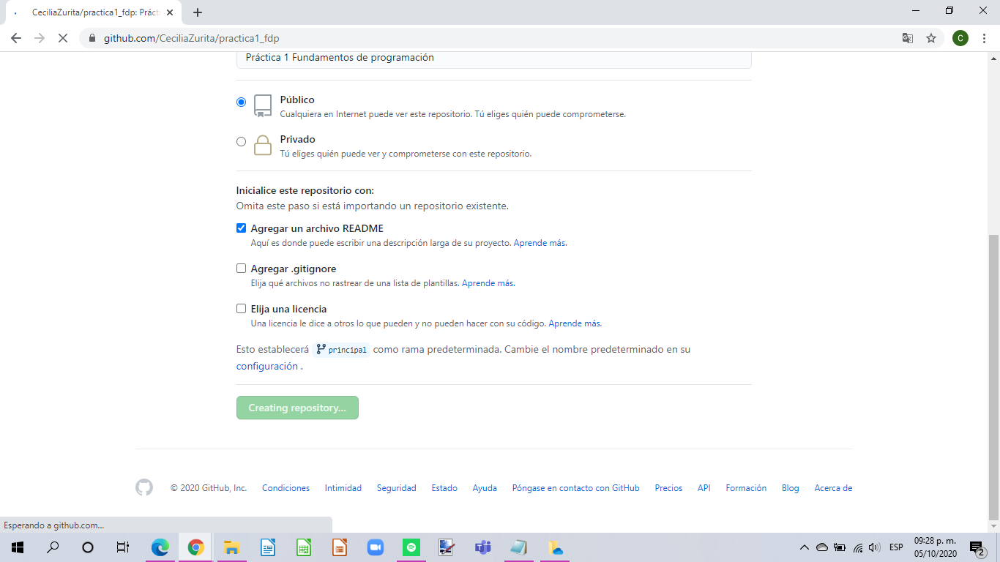 CeciliaZurita/practica1_fdp: Práct
github.com/CeciliaZurita/practica1_fdp
C
Práctica 1 Fundamentos de programación
Público
Cualquiera en Internet puede ver este repositorio. Tú eliges quién puede comprometerse.
Privado
Tú eliges quién puede ver y comprometerse con este repositorio.
Inicialice este repositorio con:
Omita este paso si está importando un repositorio existente.
Agregar un archivo README
Aquí es donde puede escribir una descripción larga de su proyecto. Aprende más.
Agregar .gitignore
Elija qué archivos no rastrear de una lista de plantillas. Aprende más.
Elija una licencia
Una licencia le dice a otros lo que pueden y no pueden hacer con su código. Aprende más.
Esto establecerá principal como rama predeterminada. Cambie el nombre predeterminado en su
configuración .
Creating repository...
© 2020 GitHub, Inc. Condiciones Intimidad Seguridad Estado Ayuda Póngase en contacto con GitHub Precios API Formación Blog Acerca de
Esperando a github.com...
ESP
09:28 p. m.
05/10/2020
2